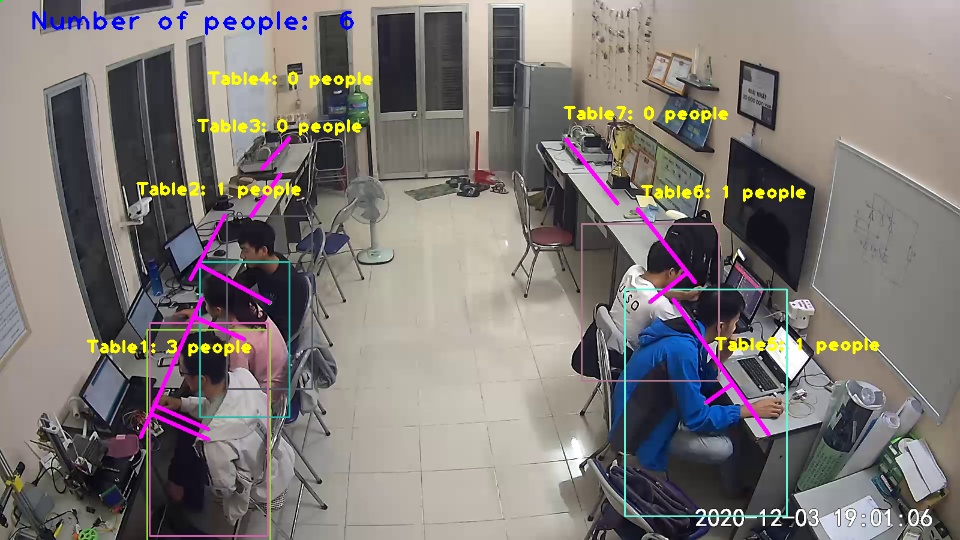 Number of people: 6
Table4: 0 people
Table7: 0 people
Table3: 0 people
Table2: 1 people
Table6: 1 people
Table1: 3 people
Table5: 1 people
2020-12-03 19:01:06